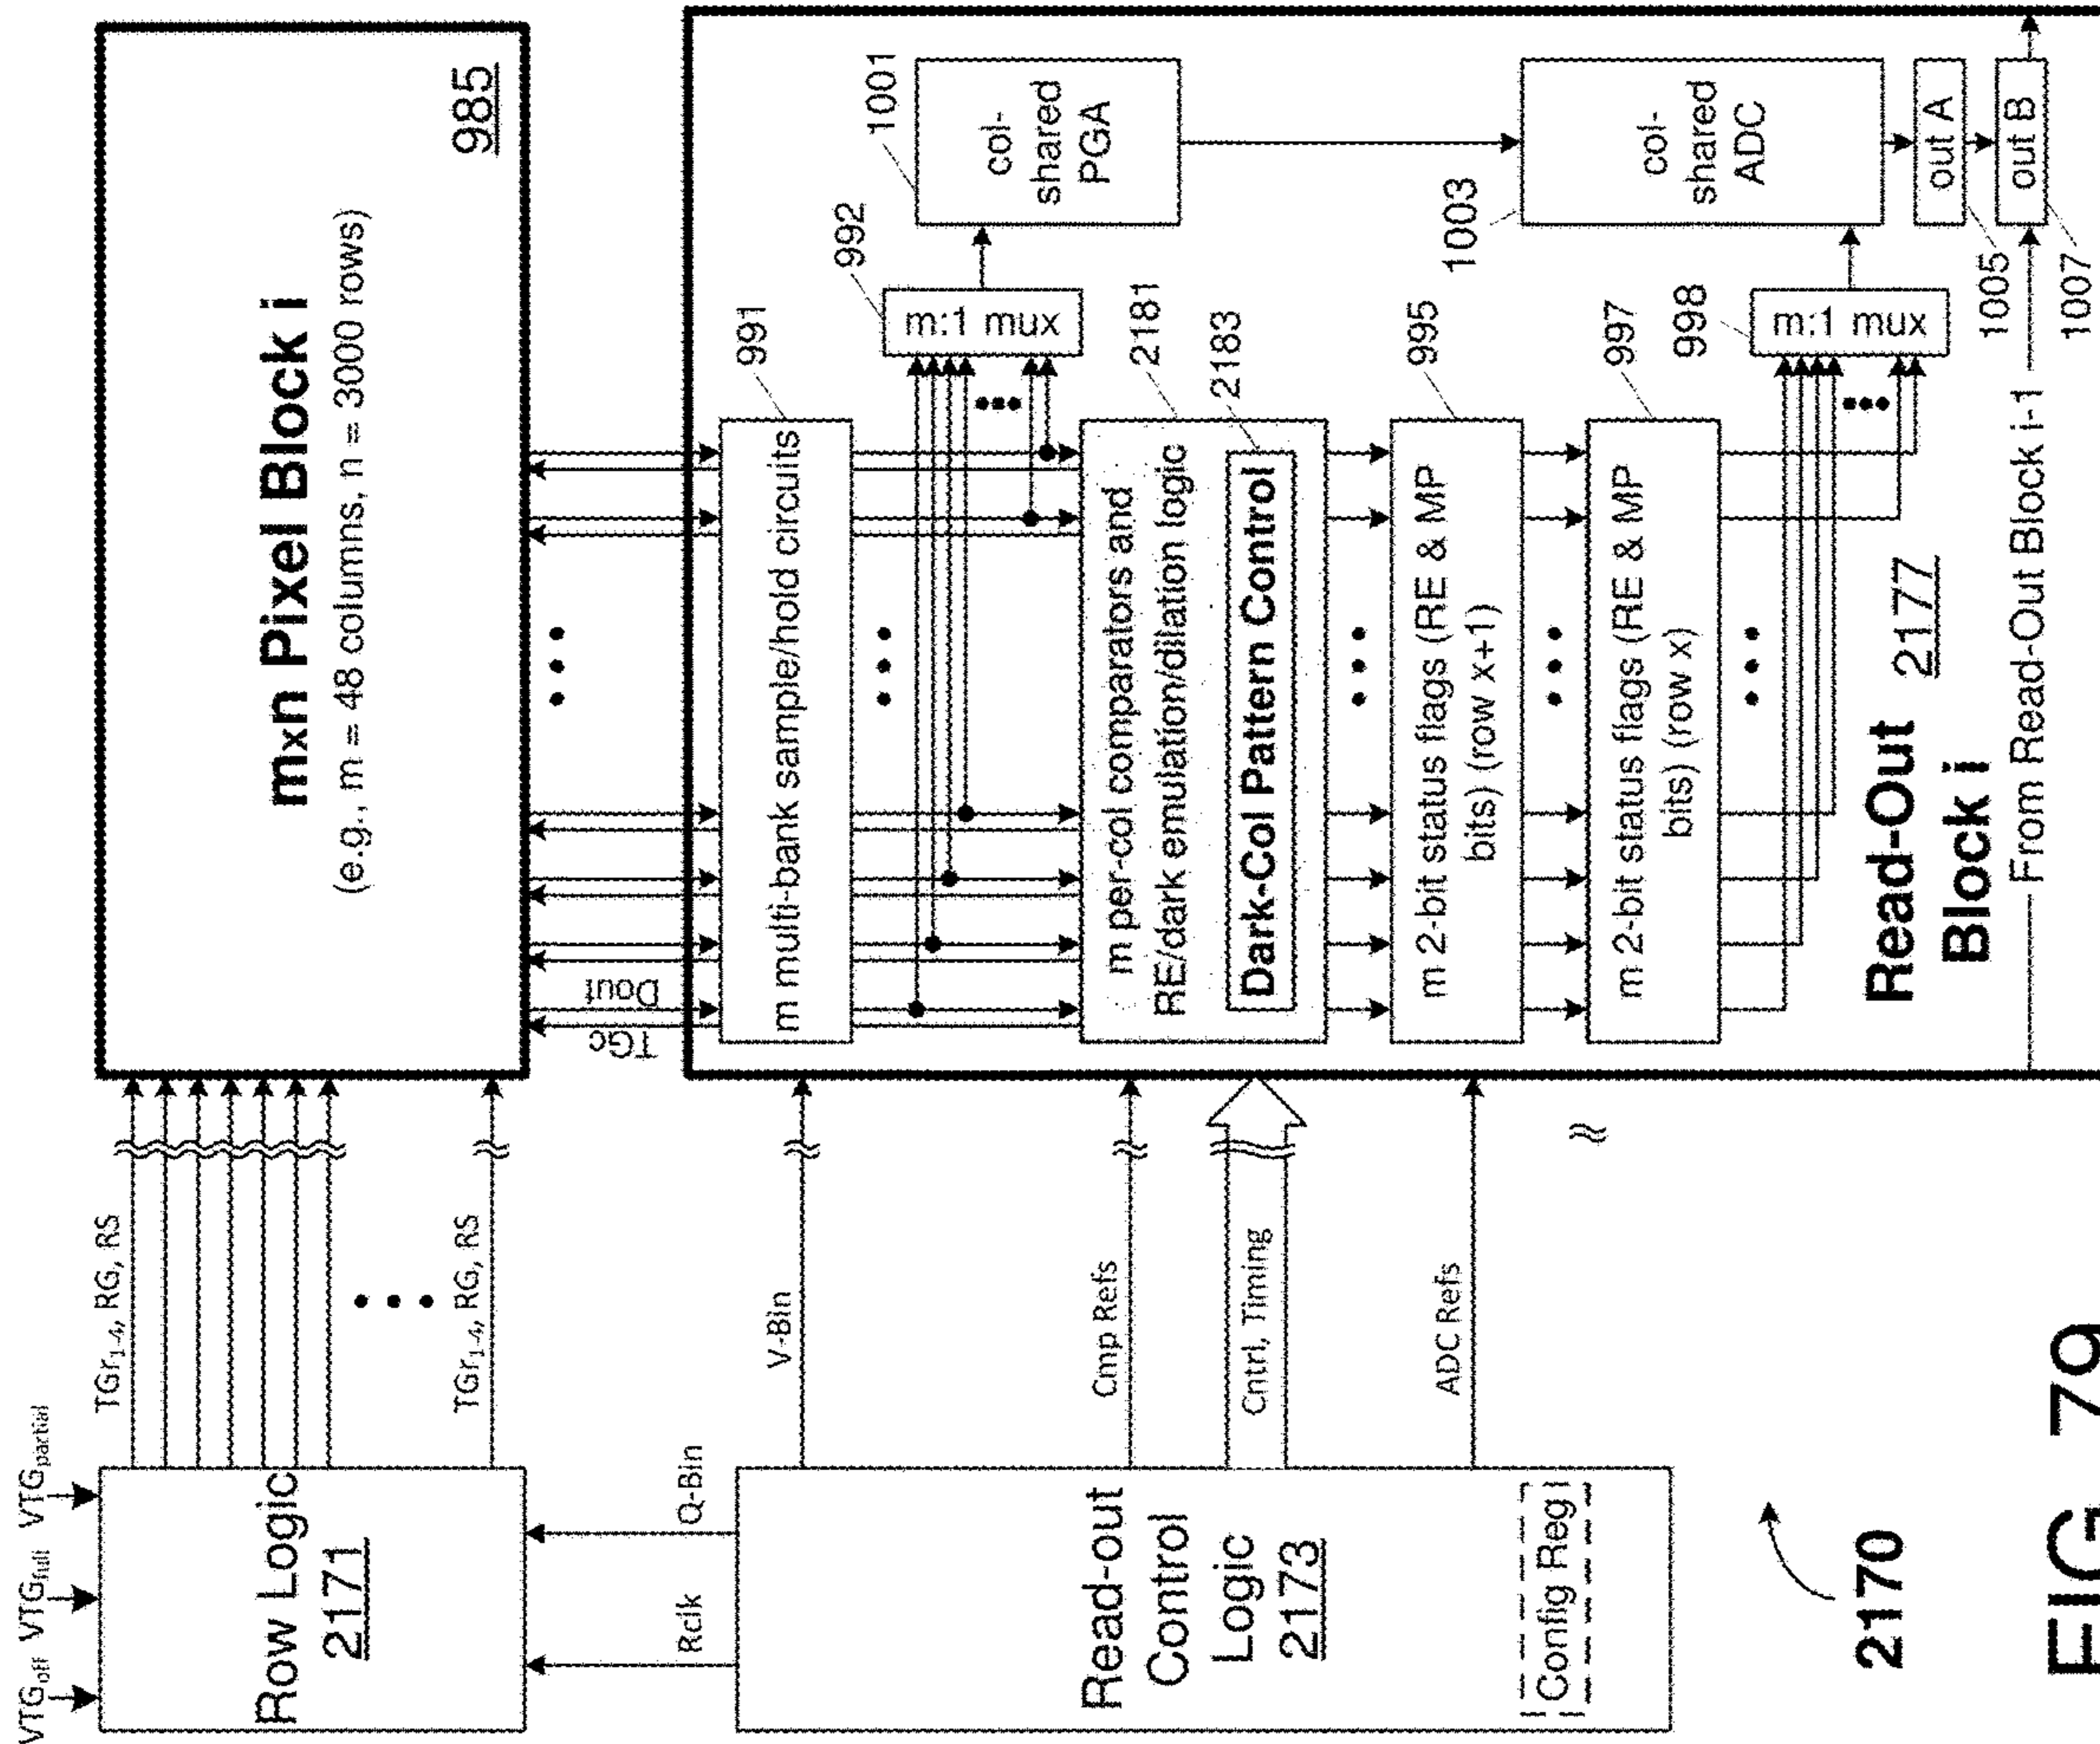 VTGoff VTGfull VTGpartial
Row Logic
2171
TGr1-4, RG, RS
TGr1-4, RG, RS
mxn Pixel Block i
(e.g., m = 48 columns, n = 3000 rows)
985
Rclk
Q-Bin
TGc
Dout
V-Bin
Cmp Refs
Cntrl, Timing
ADC Refs
Read-out
Control
Logic
2173
Config Reg
m multi-bank sample/hold circuits
991
m:1 mux
992
col-
shared
PGA
1001
m per-col comparators and
RE/dark emulation/dilation logic
2181
Dark-Col Pattern Control
2183
m 2-bit status flags (RE & MP
bits) (row x+1)
995
m 2-bit status flags (RE & MP
bits) (row x)
997
m:1 mux
998
col-
shared
ADC
1003
out A
1005
out B
1007
Read-Out
Block i
2177
From Read-Out Block i-1
2170
FIG. 79